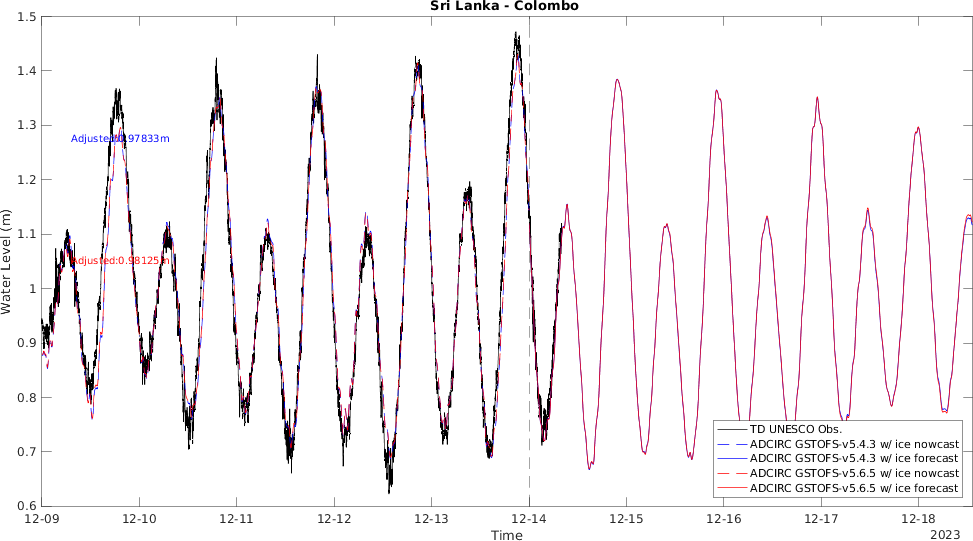 Sri Lanka - Colombo
1.5
1.4
1.3
1.2
1.1
1
0.9
0.8
0.7
0.6
Water Level (m)
Adjusted:0.97833m
Adjusted:0.98125m
TD UNESCO Obs.
ADCIRC GSTOFS-v5.4.3 w/ ice nowcast
ADCIRC GSTOFS-v5.4.3 w/ ice forecast
ADCIRC GSTOFS-v5.6.5 w/ ice nowcast
ADCIRC GSTOFS-v5.6.5 w/ ice forecast
12-09 12-10 12-11 12-12 12-13 12-14 12-15 12-16 12-17 12-18
Time
2023